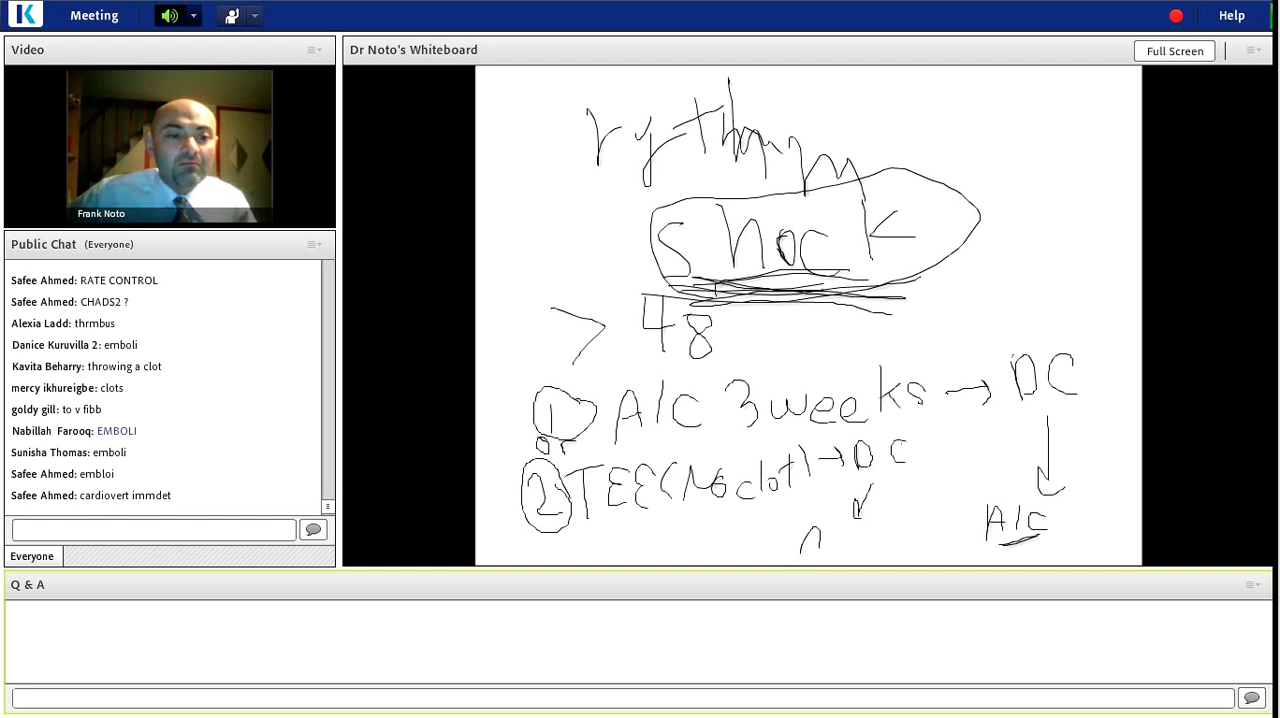 K Meeting Help
Video
Frank Noto
Public Chat (Everyone)
Safee Ahmed: RATE CONTROL
Safee Ahmed: CHADS2 ?
Alexia Ladd: thrmbus
Danice Kuruvilla 2: emboli
Kavita Beharry: throwing a clot
mercy ikhureigbe: clots
goldy gill: to v fibb
Nabillah Farooq: EMBOLI
Sunisha Thomas: emboli
Safee Ahmed: embloi
Safee Ahmed: cardiovert immdet
Everyone
Dr Noto's Whiteboard
Full Screen
rythym
SHOCK
> 48
1 A/C 3 weeks → DC
or
2 TEE (No clot) → DC
A/C
Q & A